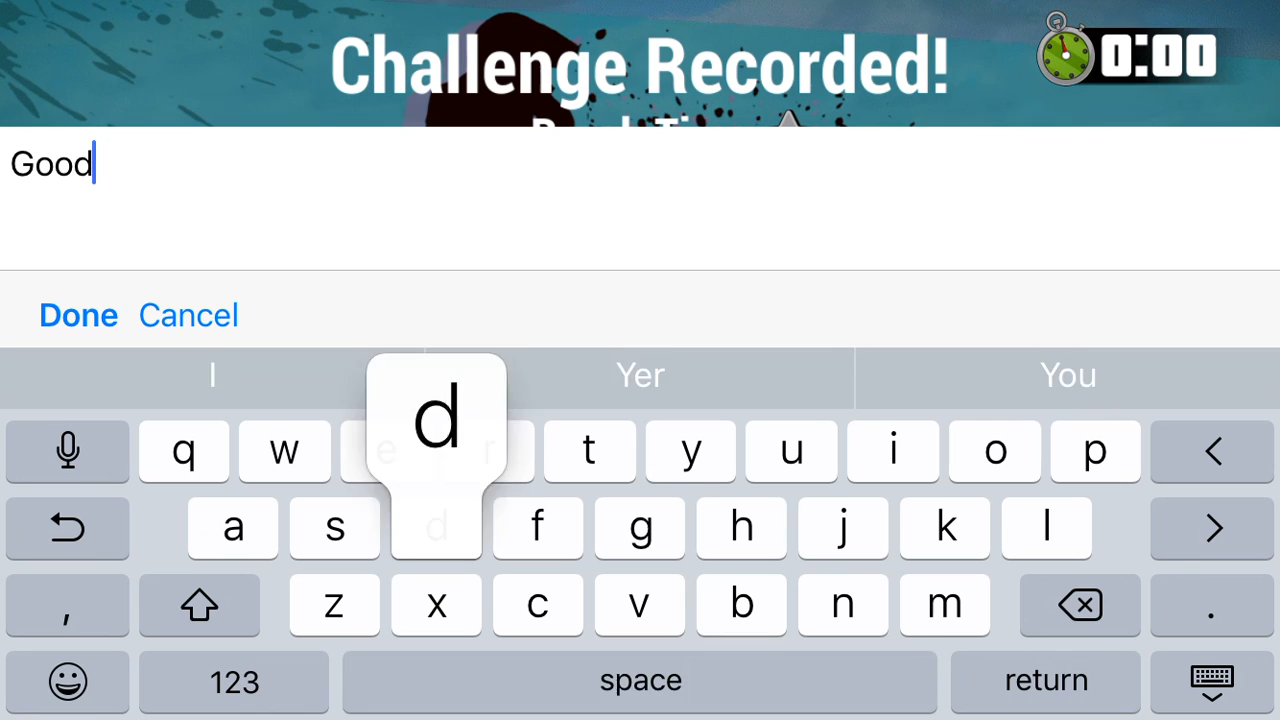 Challenge Recorded!
0:00
Good
Done Cancel
I Yer You
d
q w e r t y u i o p <
a s d f g h j k l >
, z x c v b n m .
123 space return